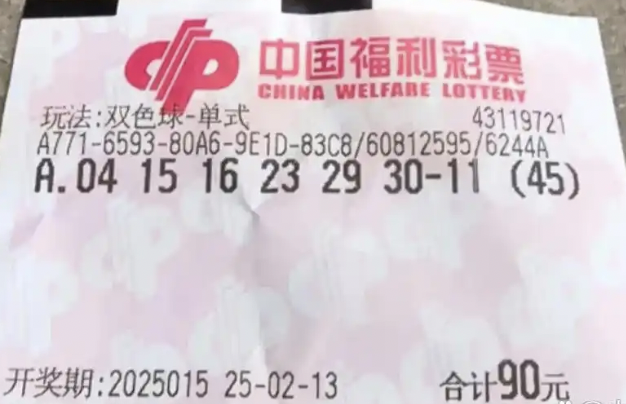 中国福利彩票
CHINA WELFARE LOTTERY
玩法:双色球-单式 43119721
A771-6593-80A6-9E1D-83C8/60812595/6244A
A.04 15 16 23 29 30-11 (45)
开奖期:2025015 25-02-13 合计90元